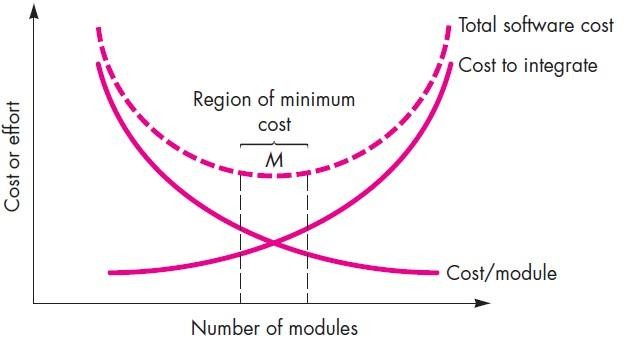 Total software cost
Cost to integrate
Region of minimum
cost
M
Cost or effort
Cost/module
Number of modules